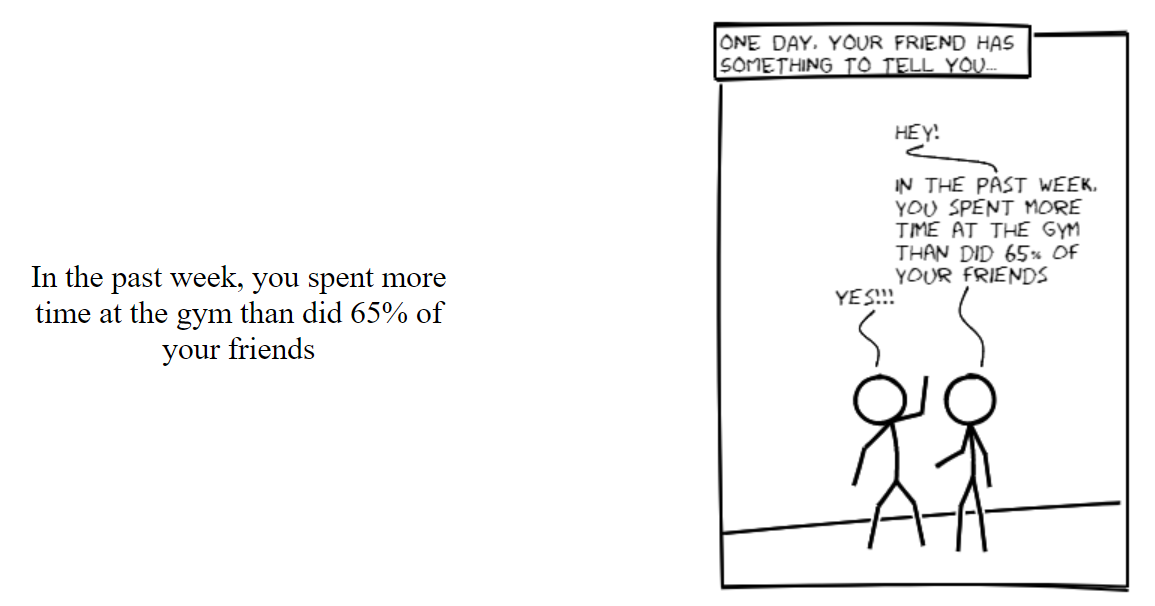 In the past week, you spent more
time at the gym than did 65% of
your friends
ONE DAY, YOUR FRIEND HAS
SOMETHING TO TELL YOU...
HEY!
IN THE PAST WEEK,
YOU SPENT MORE
TIME AT THE GYM
THAN DID 65% OF
YOUR FRIENDS
YES!!!